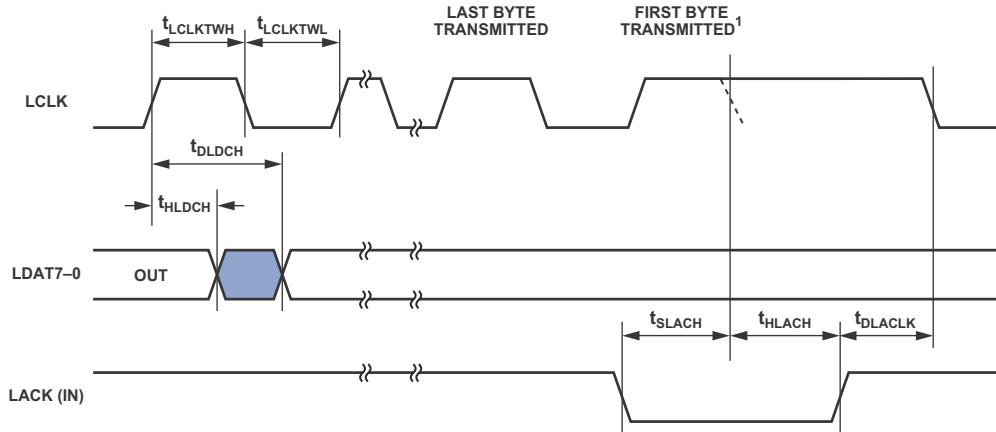 LAST BYTE
TRANSMITTED
FIRST BYTE
TRANSMITTED1
tLCLKTWH
tLCLKTWL
LCLK
tDLDCH
tHLDCH
LDAT7–0
OUT
tSLACH
tHLACH
tDLACLK
LACK (IN)